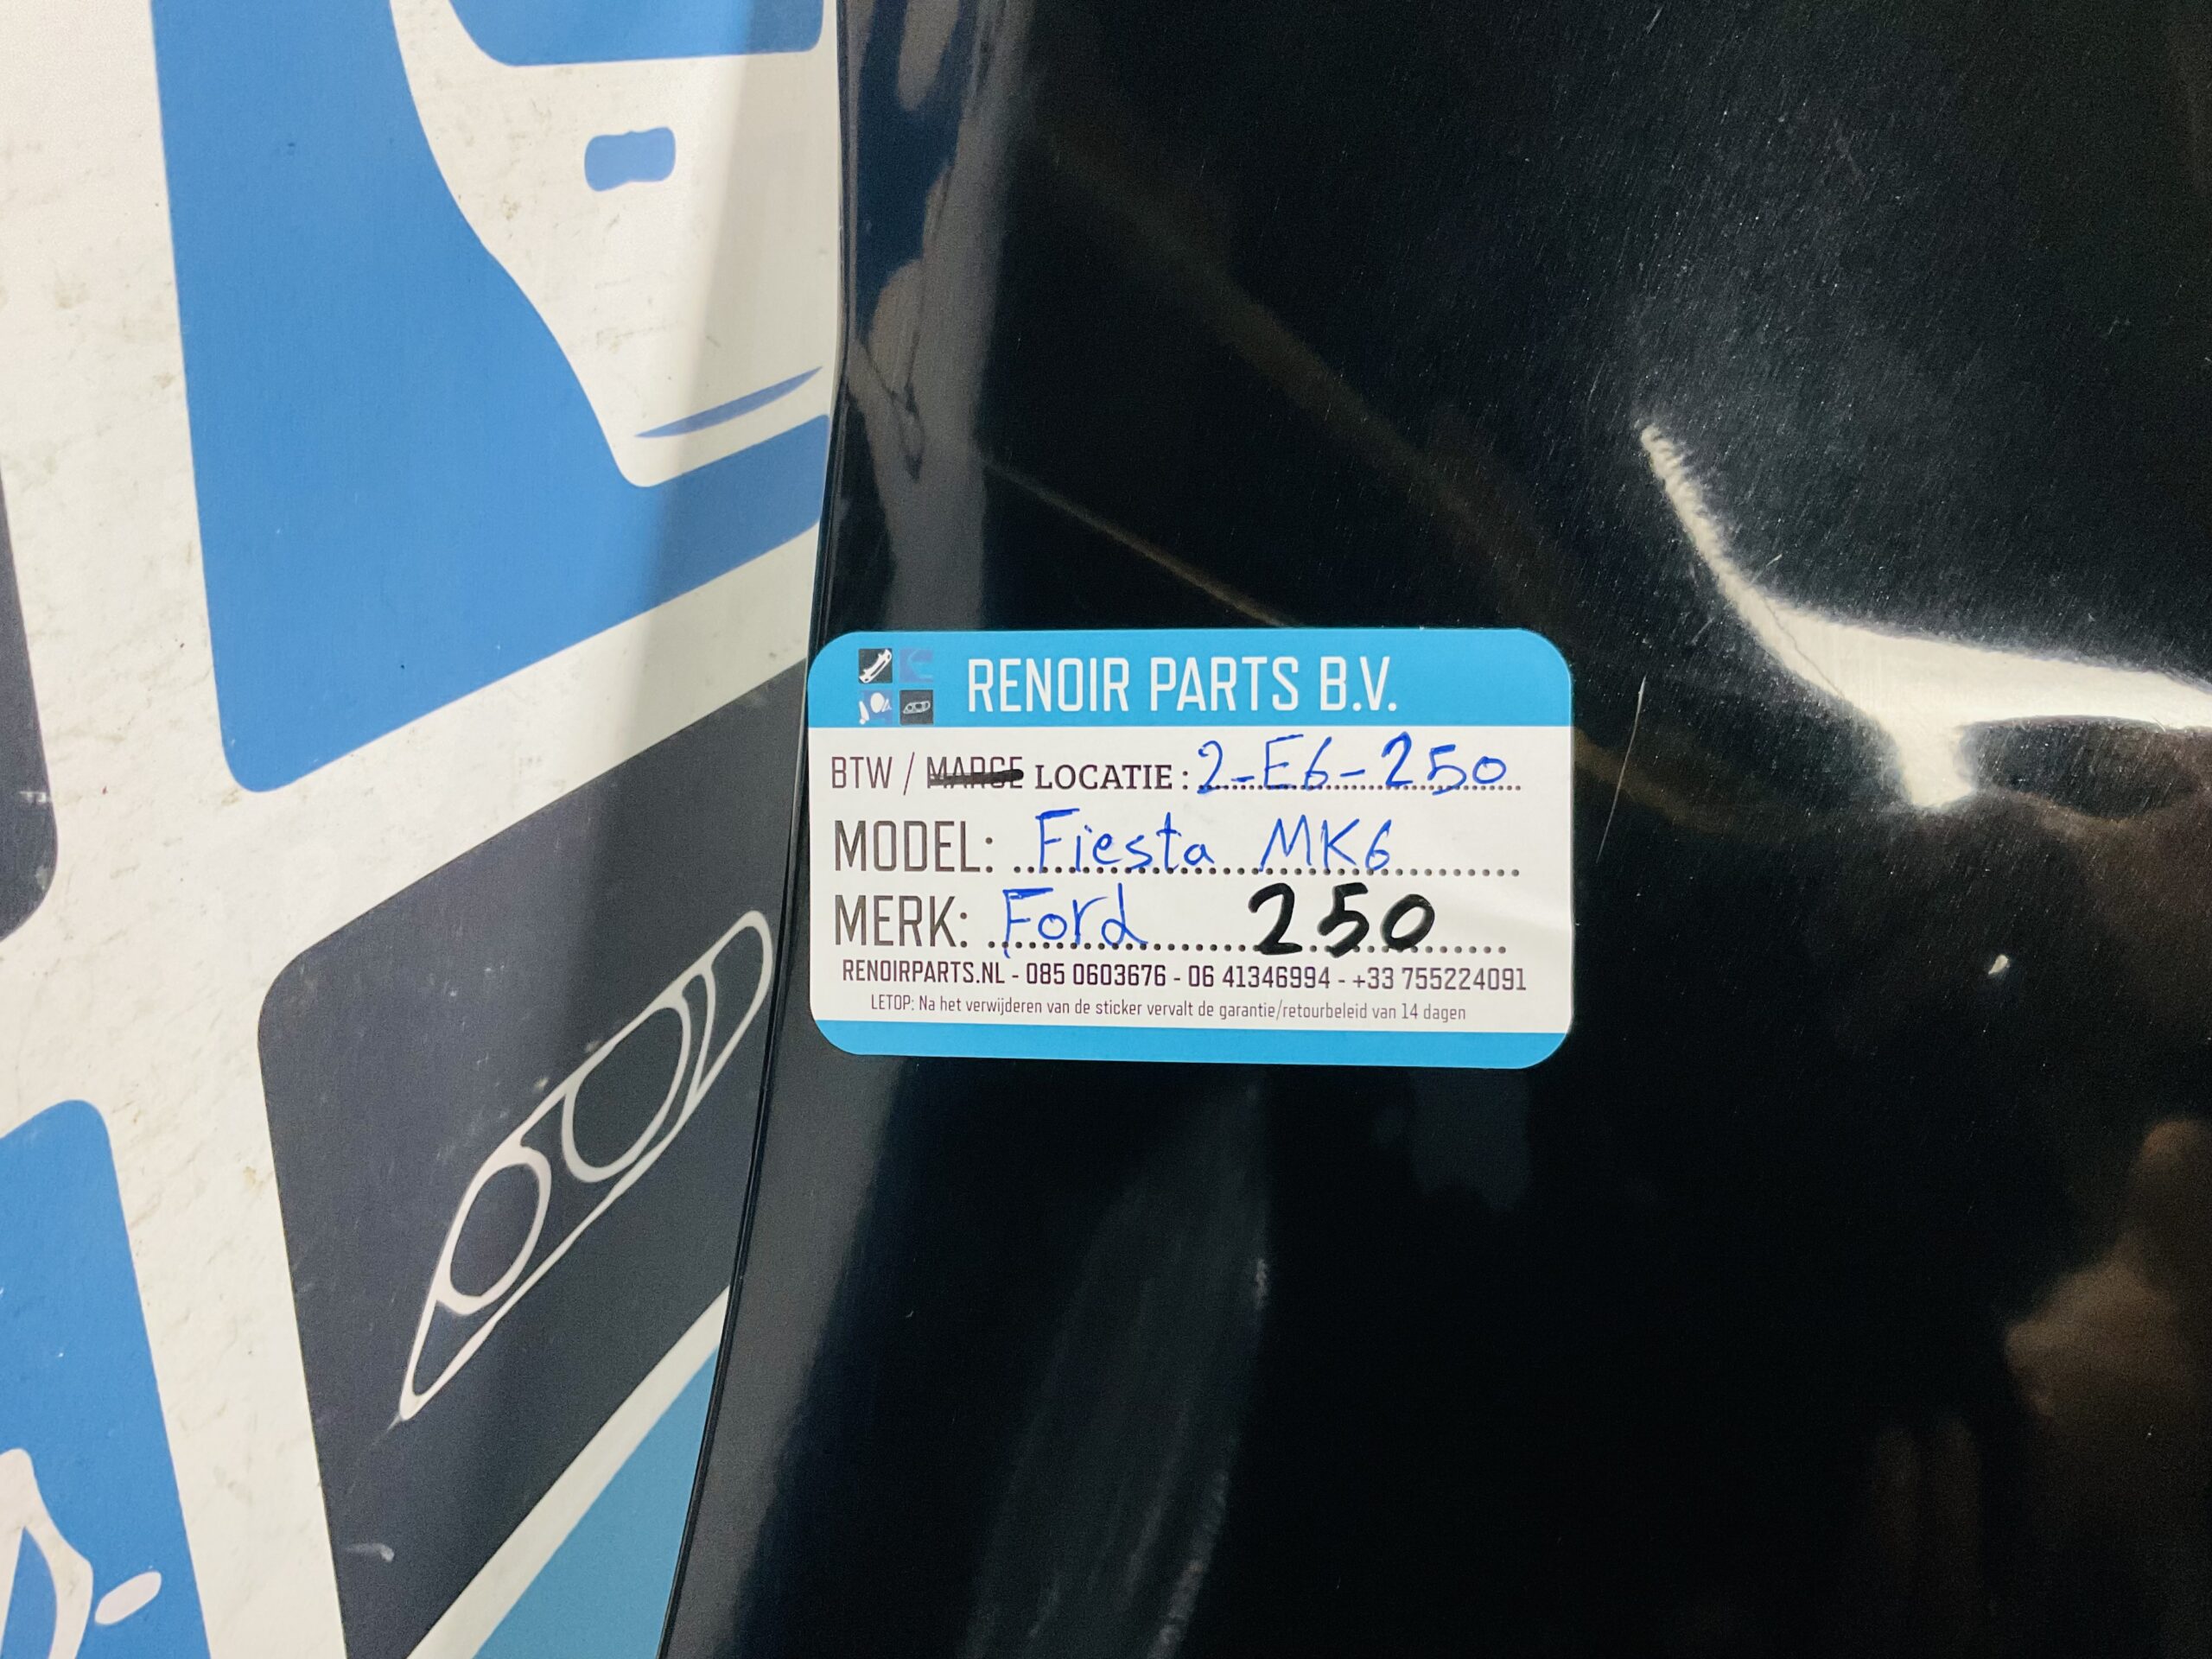 RENOIR PARTS B.V.
BTW / MARGE LOCATIE: 2-E6-250
MODEL: Fiesta MK6
MERK: Ford 250
RENOIRPARTS.NL - 085 0603676 - 06 41346994 - +33 755224091
LETOP: Na het verwijderen van de sticker vervalt de garantie/retourbeleid van 14 dagen